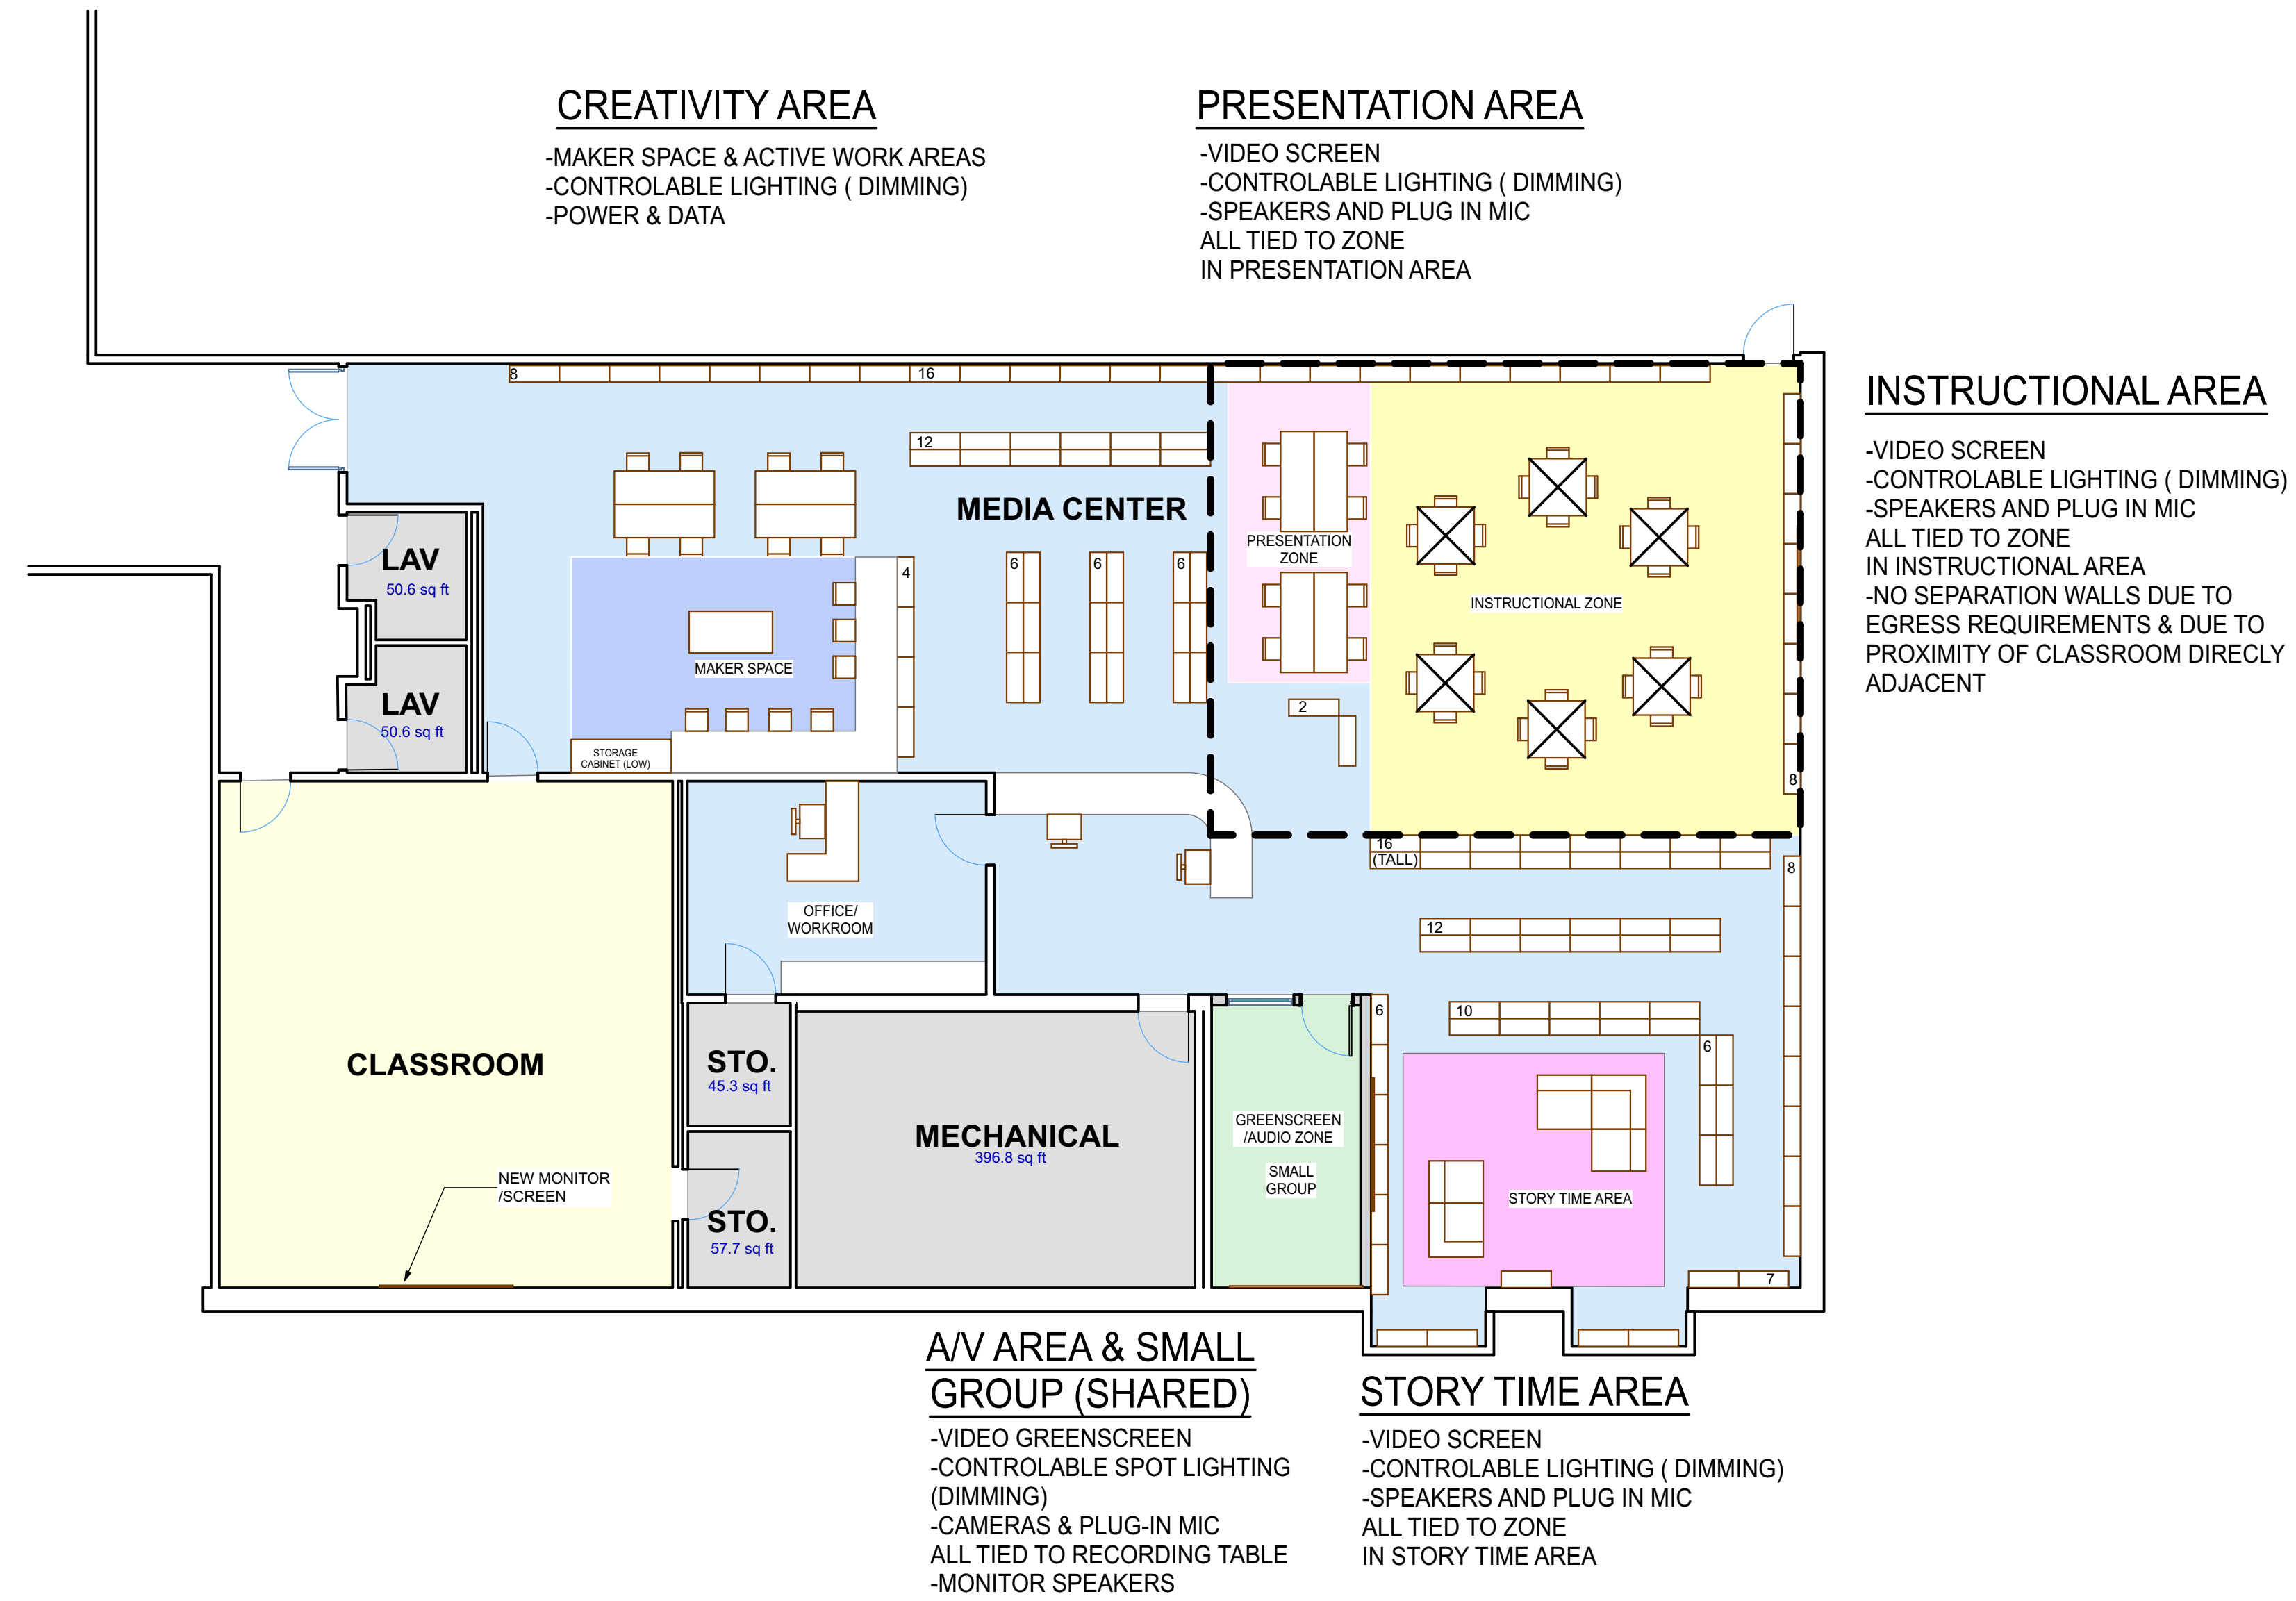 CREATIVITY AREA
-MAKER SPACE & ACTIVE WORK AREAS
-CONTROLABLE LIGHTING ( DIMMING)
-POWER & DATA
PRESENTATION AREA
-VIDEO SCREEN
-CONTROLABLE LIGHTING ( DIMMING)
-SPEAKERS AND PLUG IN MIC
ALL TIED TO ZONE
IN PRESENTATION AREA
INSTRUCTIONAL AREA
-VIDEO SCREEN
-CONTROLABLE LIGHTING ( DIMMING)
-SPEAKERS AND PLUG IN MIC
ALL TIED TO ZONE
IN INSTRUCTIONAL AREA
-NO SEPARATION WALLS DUE TO
EGRESS REQUIREMENTS & DUE TO
PROXIMITY OF CLASSROOM DIRECLY
ADJACENT
8
16
12
MEDIA CENTER
LAV
50.6 sq ft
LAV
50.6 sq ft
4
6
6
6
MAKER SPACE
STORAGE
CABINET (LOW)
PRESENTATION
ZONE
INSTRUCTIONAL ZONE
2
8
16
(TALL)
8
12
10
6
6
OFFICE/
WORKROOM
CLASSROOM
STO.
45.3 sq ft
STO.
57.7 sq ft
MECHANICAL
396.8 sq ft
GREENSCREEN
/AUDIO ZONE
SMALL
GROUP
STORY TIME AREA
NEW MONITOR
/SCREEN
7
A/V AREA & SMALL
GROUP (SHARED)
-VIDEO GREENSCREEN
-CONTROLABLE SPOT LIGHTING
(DIMMING)
-CAMERAS & PLUG-IN MIC
ALL TIED TO RECORDING TABLE
-MONITOR SPEAKERS
STORY TIME AREA
-VIDEO SCREEN
-CONTROLABLE LIGHTING ( DIMMING)
-SPEAKERS AND PLUG IN MIC
ALL TIED TO ZONE
IN STORY TIME AREA